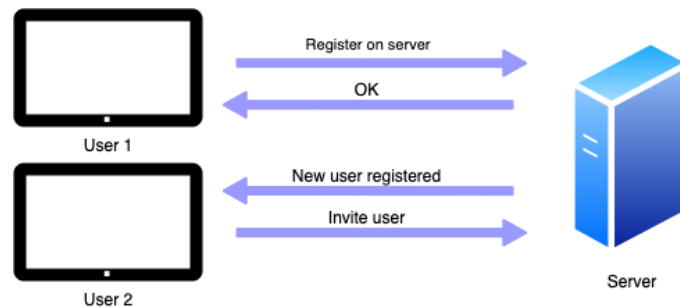 Register on server
OK
User 1
New user registered
Invite user
User 2
Server